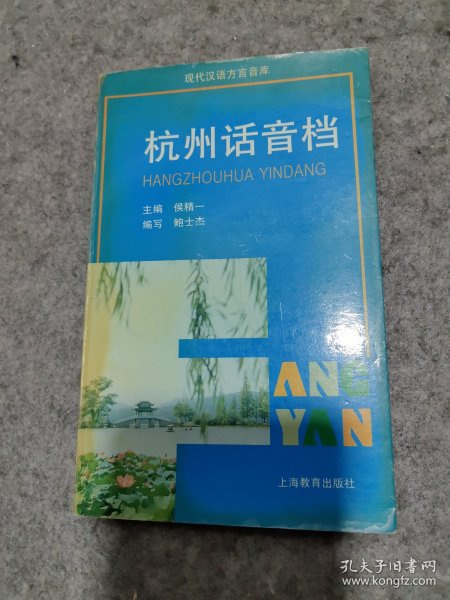 现代汉语方言音库
杭州话音档
HANGZHOUHUA YINDANG
主编 侯精一
编写 鲍士杰
ANG
YAN
上海教育出版社
孔夫子旧书网
www.kongfz.com